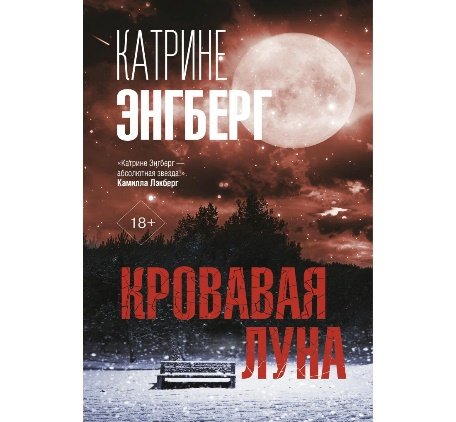 КАТРИНЕ
ЭНГБЕРГ
«Катрине Энгберг —
абсолютная звезда!».
Камилла Лэкберг
18+
КРОВАВАЯ
ЛУНА